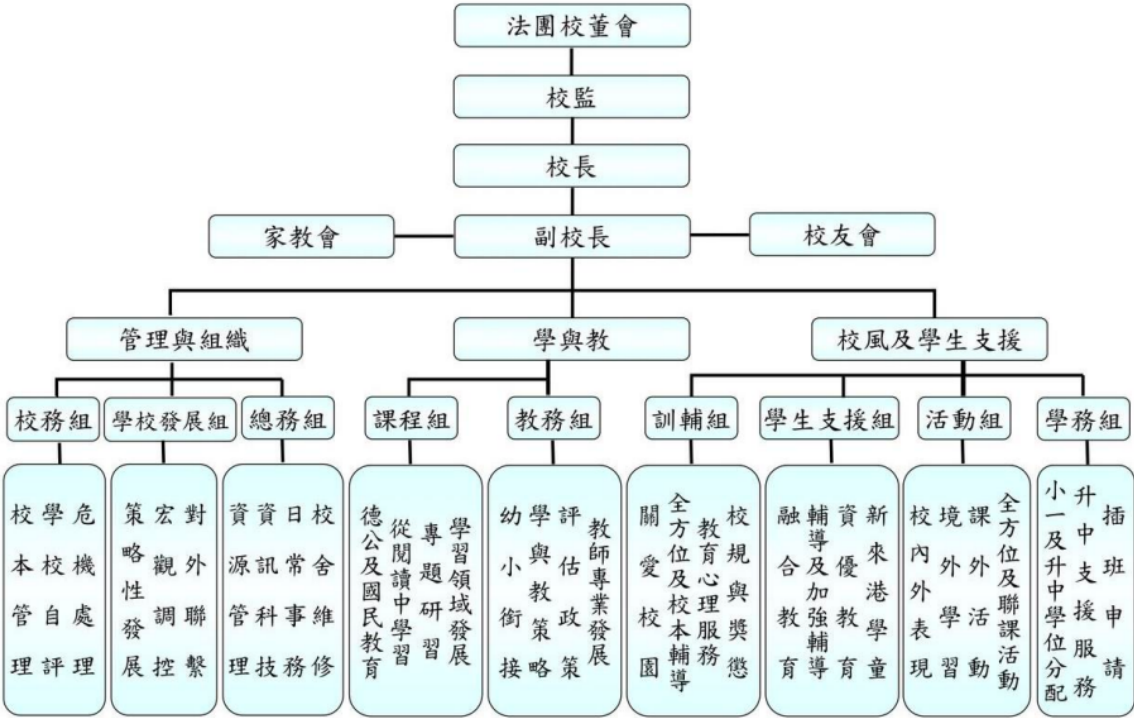 法團校董會
校監
校長
家教會
副校長
校友會
管理與組織
學與教
校風及學生支援
校務組
學校發展組
總務組
課程組
教務組
訓輔組
學生支援組
活動組
學務組
危機處理
學校自評
校本管理
對外聯繫
宏觀調控
策略性發展
校舍維修
日常事務
資訊科技
資源管理
學習領域發展
專題研習
從閱讀中學習
德公及國民教育
教師專業發展
評估政策
學與教策略
幼小銜接
校規與獎懲
教育心理服務
全方位及校本輔導
關愛校園
新來港學童
資優教育
輔導及加強輔導
融合教育
全方位及聯課活動
課外活動
境外學習
校內外表現
插班申請
升中支援服務
小一及升中學位分配